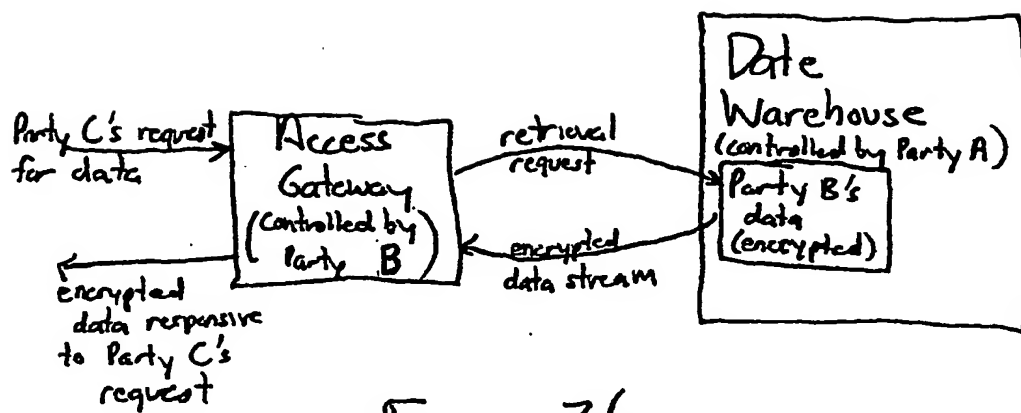 Party C's request
for data
Access
Gateway
(controlled by
Party B)
retrieval
request
encrypted
data stream
Date
Warehouse
(controlled by Party A)
Party B's
data
(encrypted)
encrypted
data responsive
to Party C's
request